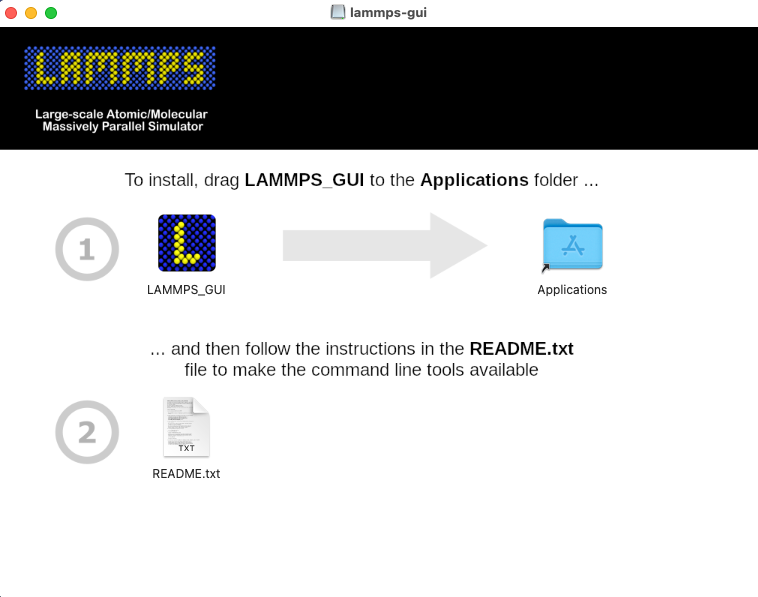 lammps-gui
LAMMPS
Large-scale Atomic/Molecular
Massively Parallel Simulator
To install, drag LAMMPS_GUI to the Applications folder ...
1
L
LAMMPS_GUI
Applications
... and then follow the instructions in the README.txt
file to make the command line tools available
2
TXT
README.txt